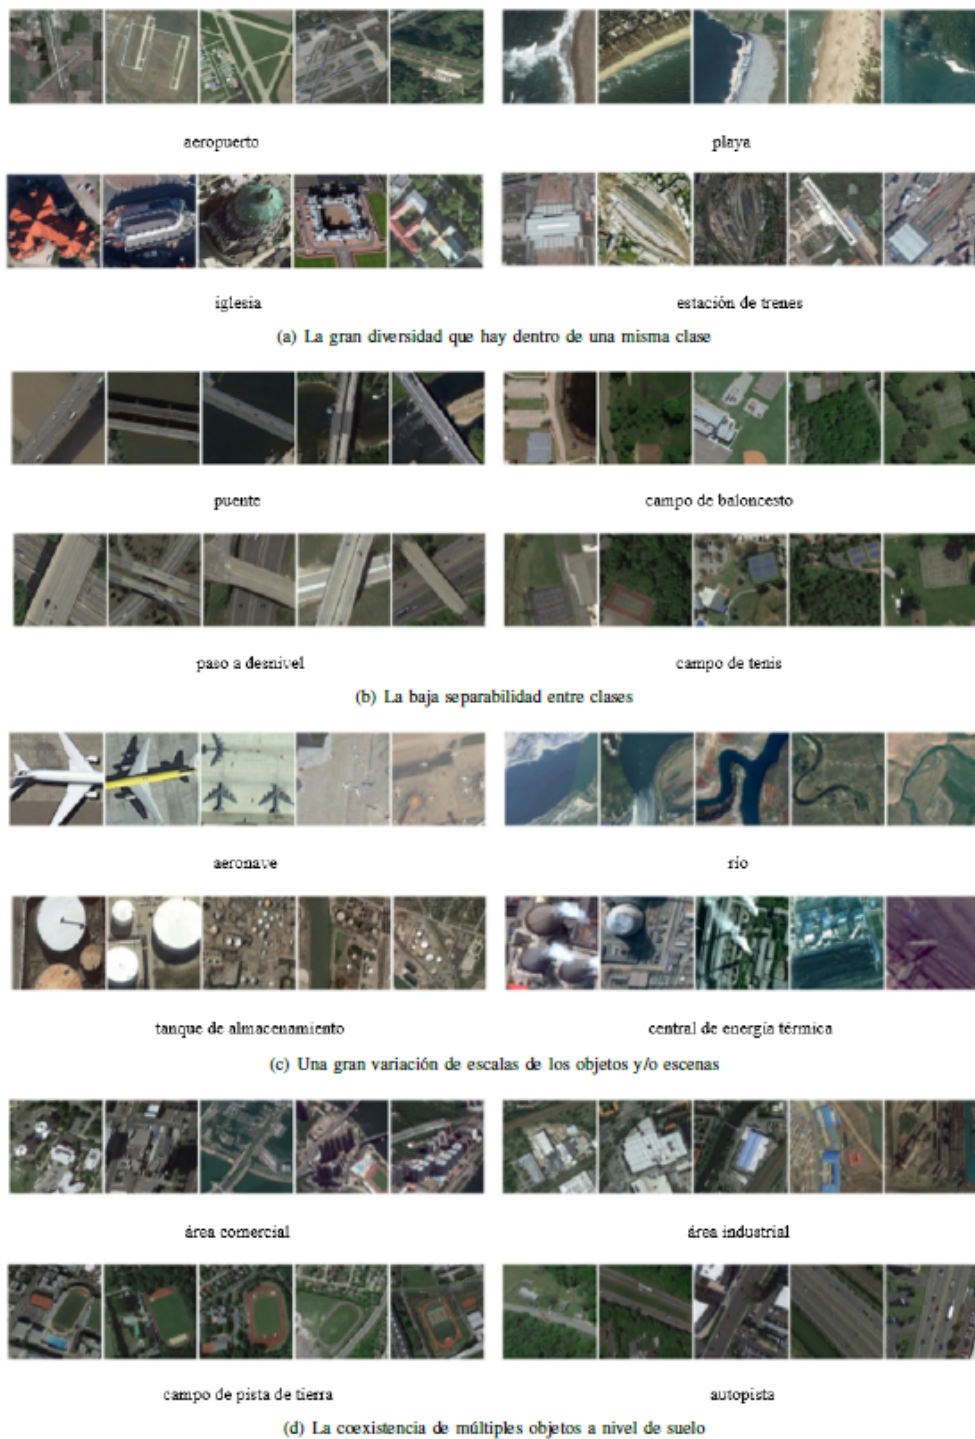 aeropuerto
playa
iglesia
estación de trenes
(a) La gran diversidad que hay dentro de una misma clase
puente
campo de baloncesto
paso a desnivel
campo de tenis
(b) La baja separabilidad entre clases
aeronave
río
tanque de almacenamiento
central de energía térmica
(c) Una gran variación de escalas de los objetos y/o escenas
área comercial
área industrial
campo de pista de tierra
autopista
(d) La coexistencia de múltiples objetos a nivel de suelo